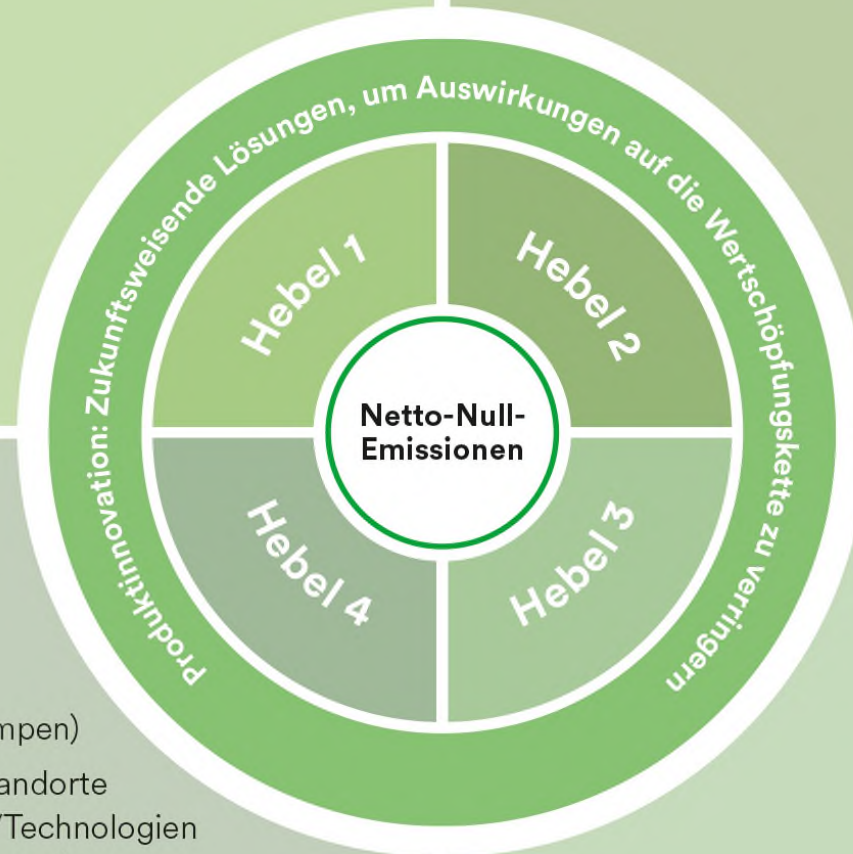 Produktinnovation: Zukunftsweisende Lösungen, um Auswirkungen auf die Wertschöpfungskette zu verringern
Hebel 1
Hebel 2
Netto-Null-
Emissionen
Hebel 4
Hebel 3
mpen)
andorte
/Technologien